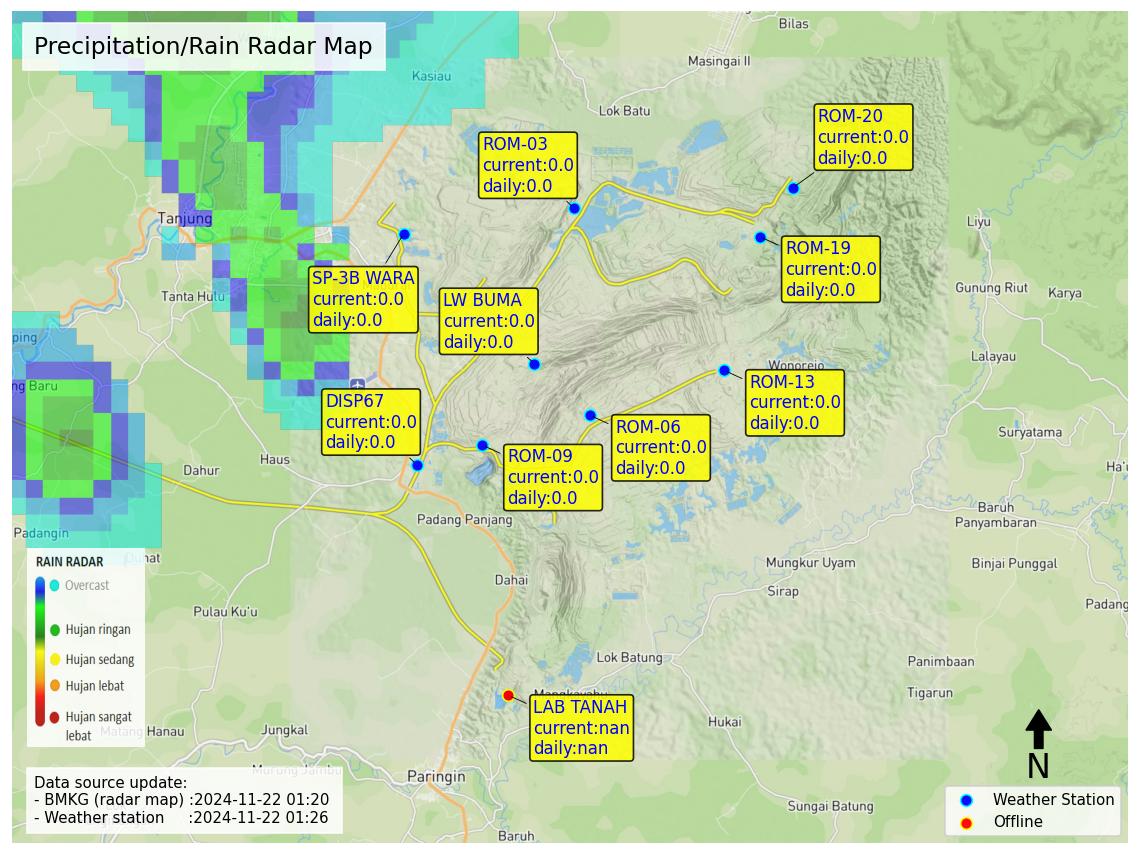 Precipitation/Rain Radar Map
Bilas
Masingai II
Kasiau
Lok Batu
ROM-20
current:0.0
daily:0.0
ROM-03
current:0.0
daily:0.0
Tanjung
Liyu
ROM-19
current:0.0
daily:0.0
SP-3B WARA
current:0.0
daily:0.0
LW BUMA
current:0.0
daily:0.0
Tanta Hulu
Gunung Riut
Karya
ping
Lalayau
Wonorejo
ng Baru
ROM-13
current:0.0
daily:0.0
DISP67
current:0.0
daily:0.0
ROM-06
current:0.0
daily:0.0
Suryatama
ROM-09
current:0.0
daily:0.0
Haus
Dahur
Ha'u
Baruh
Panyambaran
Padang Panjang
Padangin
Mungkur Uyam
Binjai Punggal
Dahai
Sirap
Padang
Pulau Ku'u
RAIN RADAR
Overcast
Hujan ringan
Hujan sedang
Hujan lebat
Hujan sangat
lebat
Lok Batung
Panimbaan
Tigarun
LAB TANAH
current:nan
daily:nan
Hukai
Matang Hanau
Jungkal
Murung Jambu
Paringin
Data source update:
- BMKG (radar map) :2024-11-22 01:20
- Weather station :2024-11-22 01:26
N
Weather Station
Offline
Sungai Batung
Baruh